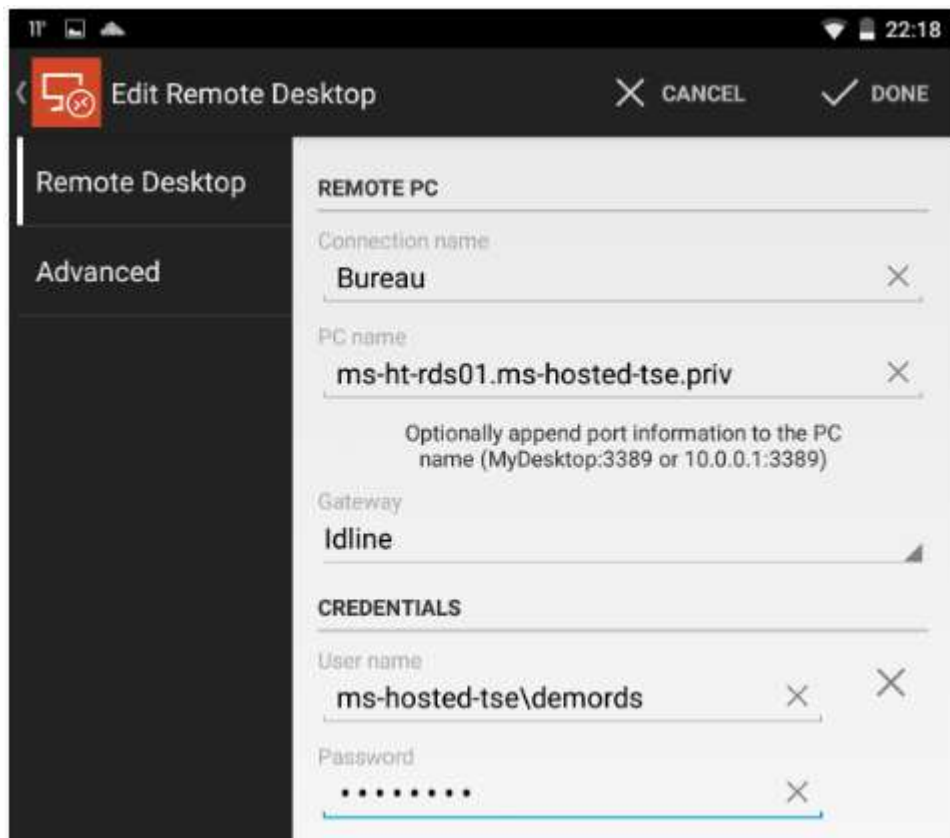 11°
22:18
Edit Remote Desktop
CANCEL
DONE
Remote Desktop
Advanced
REMOTE PC
Connection name
Bureau
PC name
ms-ht-rds01.ms-hosted-tse.priv
Optionally append port information to the PC
name (MyDesktop:3389 or 10.0.0.1:3389)
Gateway
Idline
CREDENTIALS
User name
ms-hosted-tse\demords
Password
••••••••